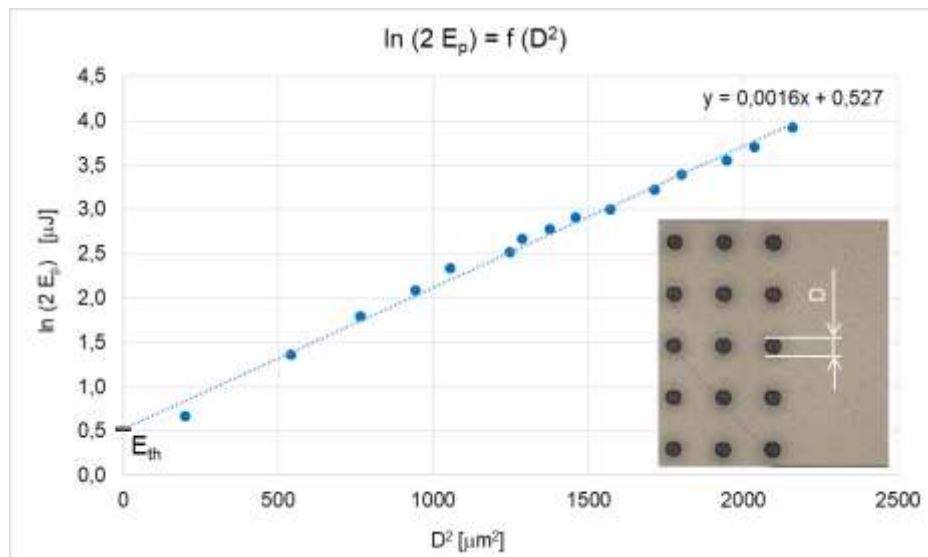 ln (2 Eₚ) = f (D²)
y = 0,0016x + 0,527
4,5
4,0
3,5
3,0
2,5
2,0
1,5
1,0
0,5
0,0
ln (2 Eₚ) [μJ]
Eth
D
0 500 1000 1500 2000 2500
D² [μm²]